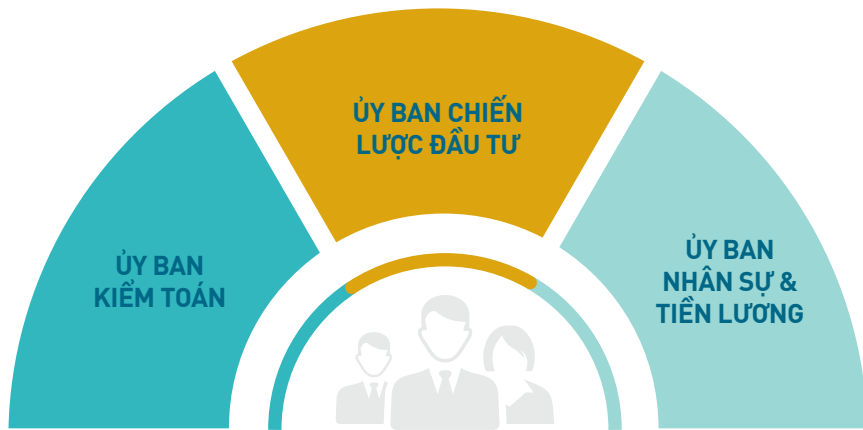 ỦY BAN CHIẾN
LƯỢC ĐẦU TƯ
ỦY BAN
KIỂM TOÁN
ỦY BAN
NHÂN SỰ &
TIỀN LƯƠNG